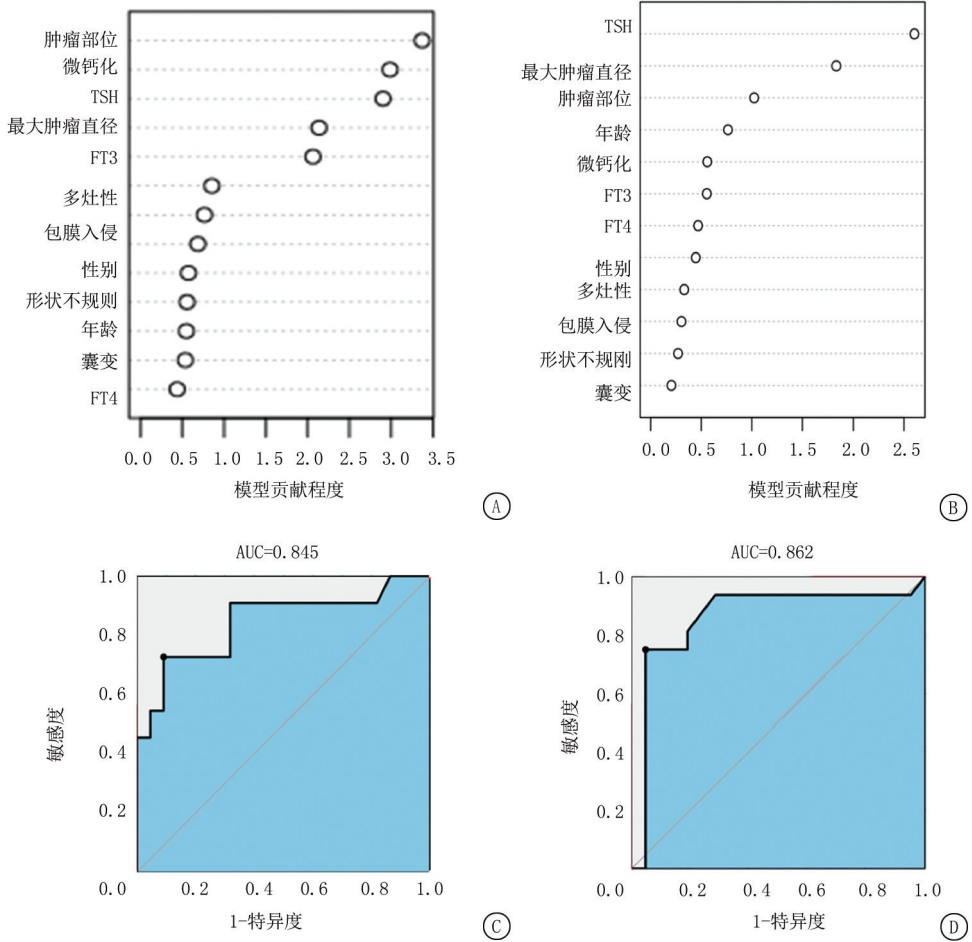 肿瘤部位
微钙化
TSH
最大肿瘤直径
FT3
多灶性
包膜入侵
性别
形状不规则
年龄
囊变
FT4
0.0 0.5 1.0 1.5 2.0 2.5 3.0 3.5
模型贡献程度
A
TSH
最大肿瘤直径
肿瘤部位
年龄
微钙化
FT3
FT4
性别
多灶性
包膜入侵
形状不规刚
囊变
0.0 0.5 1.0 1.5 2.0 2.5
模型贡献程度
B
AUC=0.845
1.0
0.8
0.6
0.4
0.2
0.0 0.2 0.4 0.6 0.8 1.0
敏感度
1-特异度
C
AUC=0.862
1.0
0.8
0.6
0.4
0.2
0.0 0.2 0.4 0.6 0.8 1.0
敏感度
1-特异度
D